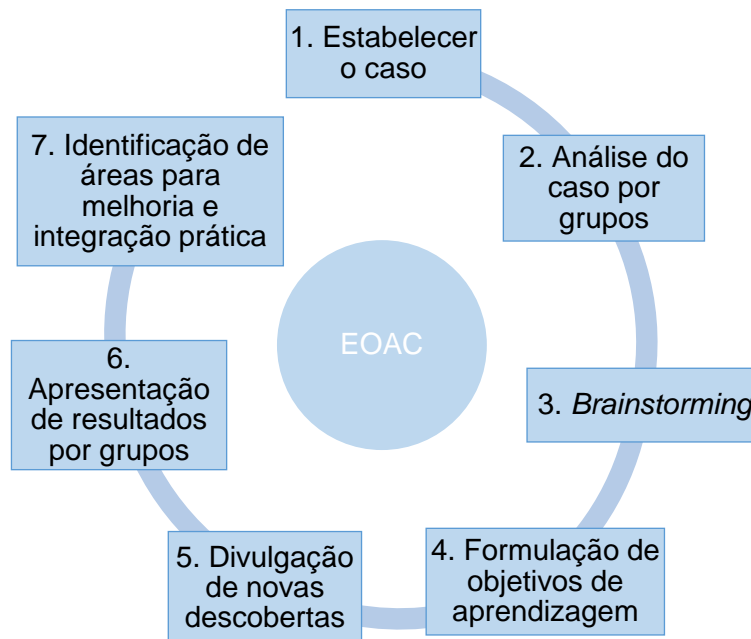 1. Estabelecer
o caso
2. Análise do
caso por
grupos
3. Brainstorming
4. Formulação de
objetivos de
aprendizagem
5. Divulgação
de novas
descobertas
6.
Apresentação
de resultados
por grupos
7. Identificação de
áreas para
melhoria e
integração prática
EOAC